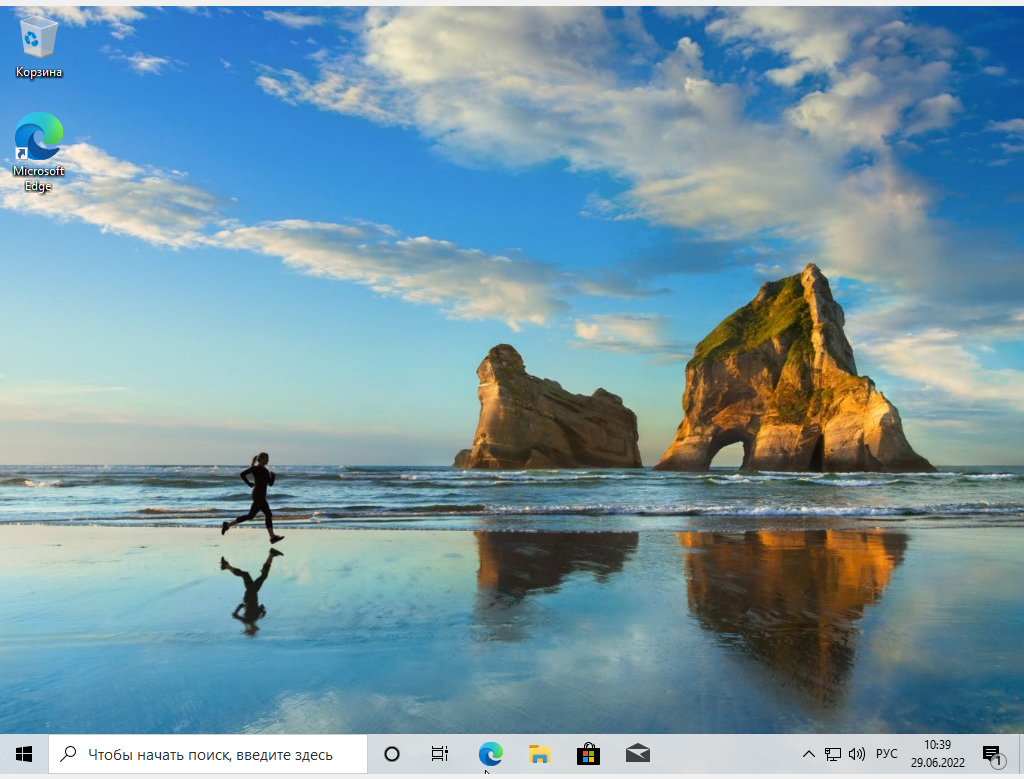 Корзина
Microsoft
Edge
Чтобы начать поиск, введите здесь
РУС
10:39
29.06.2022
1